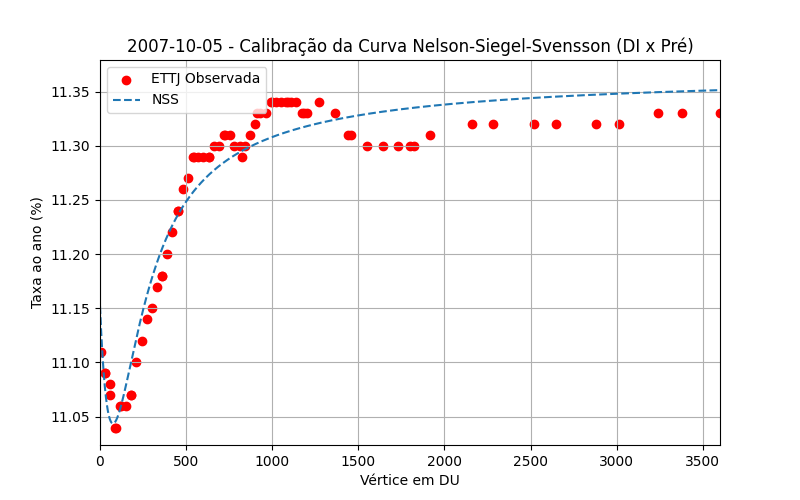 2007-10-05 - Calibração da Curva Nelson-Siegel-Svensson (DI x Pré)
ETTJ Observada
NSS
Taxa ao ano (%)
11.35
11.30
11.25
11.20
11.15
11.10
11.05
0 500 1000 1500 2000 2500 3000 3500
Vértice em DU